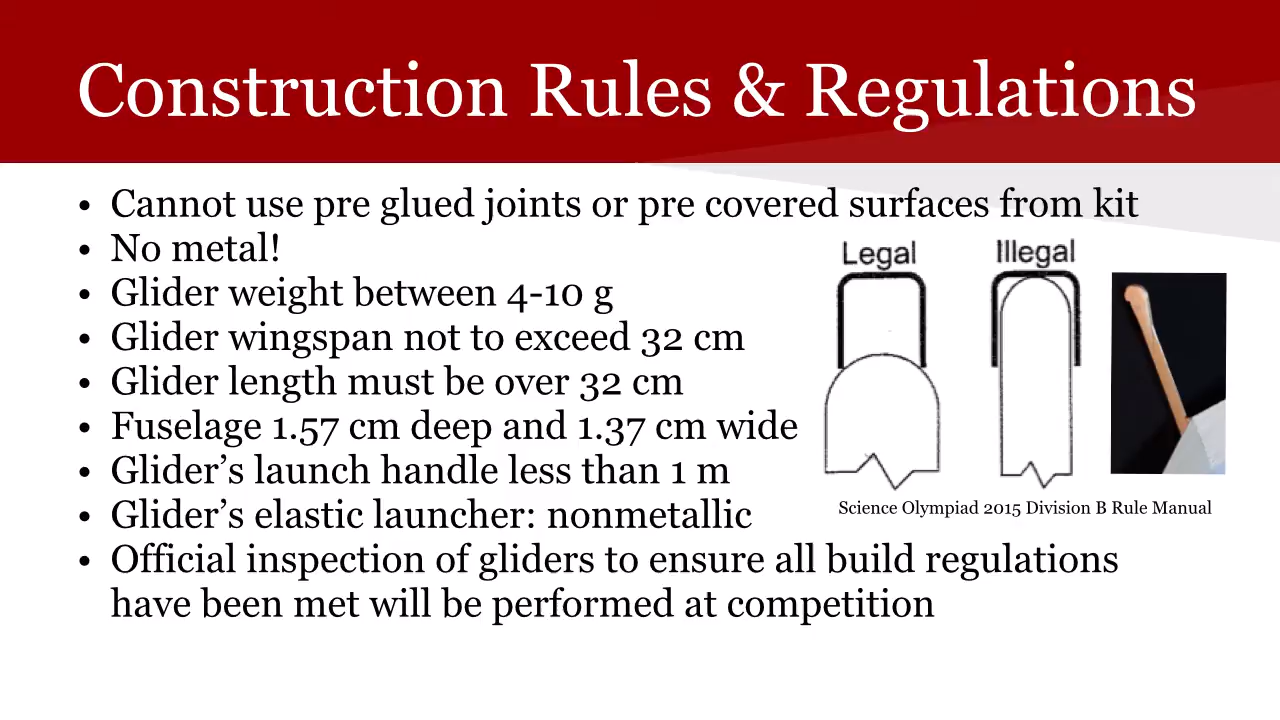 Construction Rules & Regulations
• Cannot use pre glued joints or pre covered surfaces from kit
• No metal!
• Glider weight between 4-10 g
• Glider wingspan not to exceed 32 cm
• Glider length must be over 32 cm
• Fuselage 1.57 cm deep and 1.37 cm wide
• Glider’s launch handle less than 1 m
• Glider’s elastic launcher: nonmetallic
• Official inspection of gliders to ensure all build regulations
have been met will be performed at competition
Legal
Illegal
Science Olympiad 2015 Division B Rule Manual